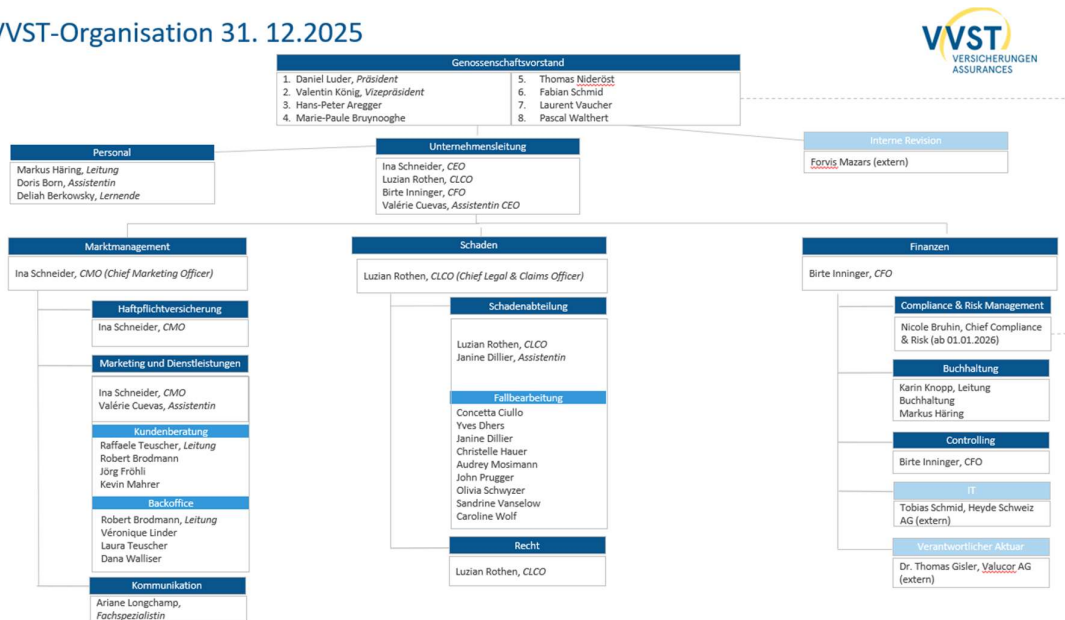 VVST-Organisation 31. 12.2025
VVST
VERSICHERUNGEN
ASSURANCES
Genossenschaftsvorstand
1. Daniel Luder, Präsident
2. Valentin König, Vizepräsident
3. Hans-Peter Aregger
4. Marie-Paule Bruynooghe
5. Thomas Nideröst
6. Fabian Schmid
7. Laurent Vaucher
8. Pascal Walthert
Interne Revision
Forvis Mazars (extern)
Personal
Markus Häring, Leitung
Doris Born, Assistentin
Deliah Berkowsky, Lernende
Unternehmensleitung
Ina Schneider, CEO
Luzian Rothen, CLCO
Birte Inninger, CFO
Valérie Cuevas, Assistentin CEO
Marktmanagement
Ina Schneider, CMO (Chief Marketing Officer)
Haftpflichtversicherung
Ina Schneider, CMO
Marketing und Dienstleistungen
Ina Schneider, CMO
Valérie Cuevas, Assistentin
Kundenberatung
Raffaele Teuscher, Leitung
Robert Brodmann
Jörg Fröhli
Kevin Mahrer
Backoffice
Robert Brodmann, Leitung
Véronique Linder
Laura Teuscher
Dana Walliser
Kommunikation
Ariane Longchamp,
Fachspezialistin
Schaden
Luzian Rothen, CLCO (Chief Legal & Claims Officer)
Schadenabteilung
Luzian Rothen, CLCO
Janine Dillier, Assistentin
Fallbearbeitung
Concetta Ciullo
Yves Dhers
Janine Dillier
Christelle Hauer
Audrey Mosimann
John Prugger
Olivia Schwyzer
Sandrine Vanselow
Caroline Wolf
Recht
Luzian Rothen, CLCO
Finanzen
Birte Inninger, CFO
Compliance & Risk Management
Nicole Bruhin, Chief Compliance
& Risk (ab 01.01.2026)
Buchhaltung
Karin Knopp, Leitung
Buchhaltung
Markus Häring
Controlling
Birte Inninger, CFO
IT
Tobias Schmid, Heyde Schweiz
AG (extern)
Verantwortlicher Aktuar
Dr. Thomas Gisler, Valucor AG
(extern)